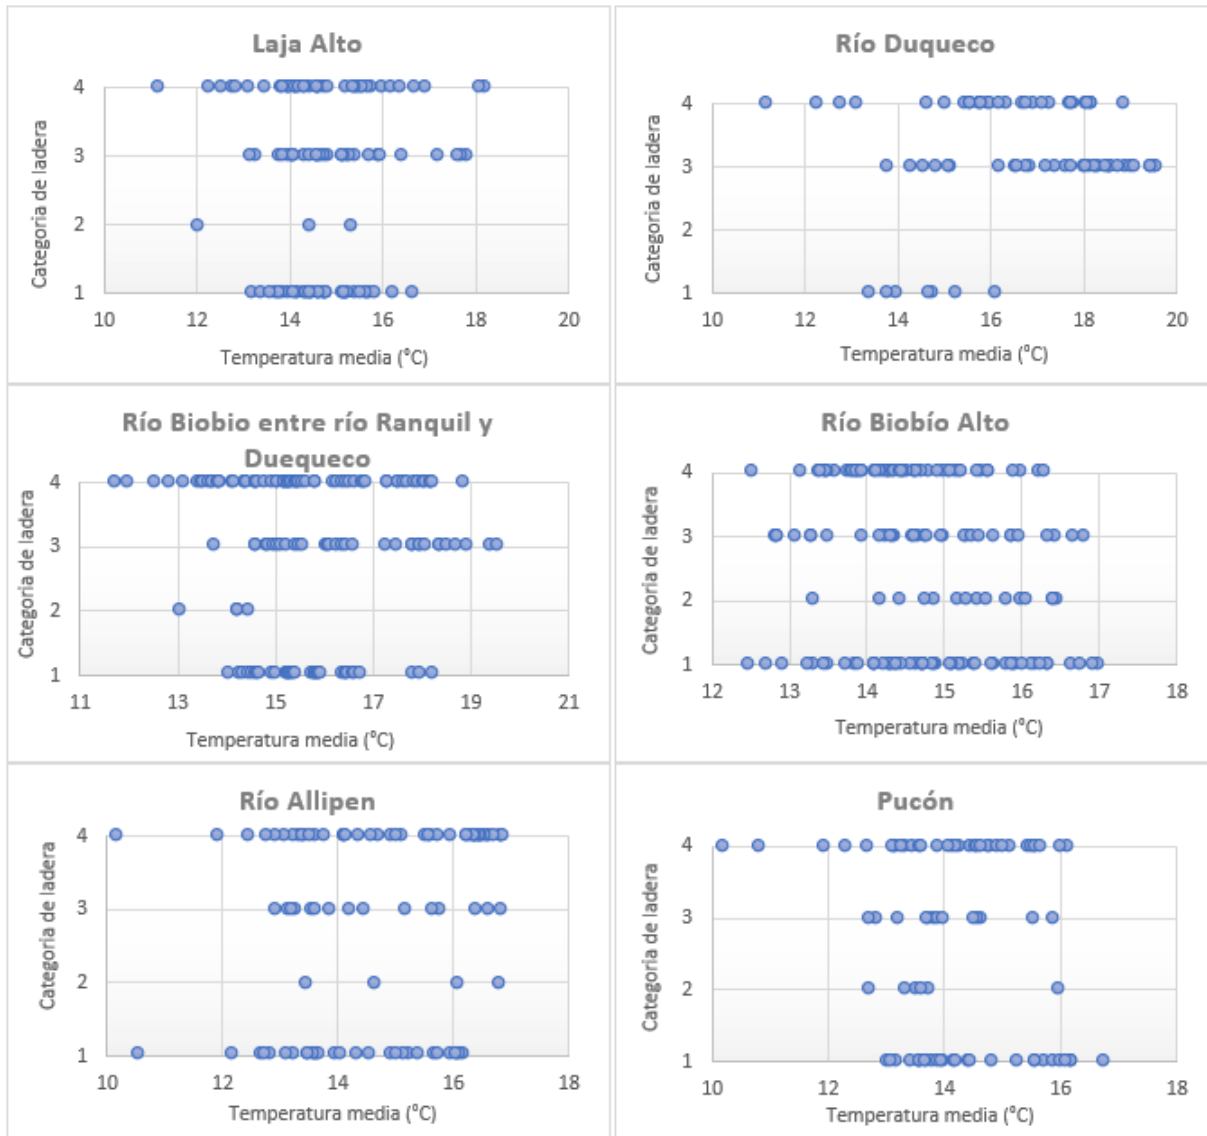 Laja Alto
Categoria de ladera
4
3
2
1
10 12 14 16 18 20
Temperatura media (°C)
Río Duqueco
Categoria de ladera
4
3
2
1
10 12 14 16 18 20
Temperatura media (°C)
Río Biobio entre río Ranquil y
Duequeco
Categoria de ladera
4
3
2
1
11 13 15 17 19 21
Temperatura media (°C)
Río Biobío Alto
Categoria de ladera
4
3
2
1
12 13 14 15 16 17 18
Temperatura media (°C)
Río Allipen
Categoria de ladera
4
3
2
1
10 12 14 16 18
Temperatura media (°C)
Pucón
Categoria de ladera
4
3
2
1
10 12 14 16 18
Temperatura media (°C)